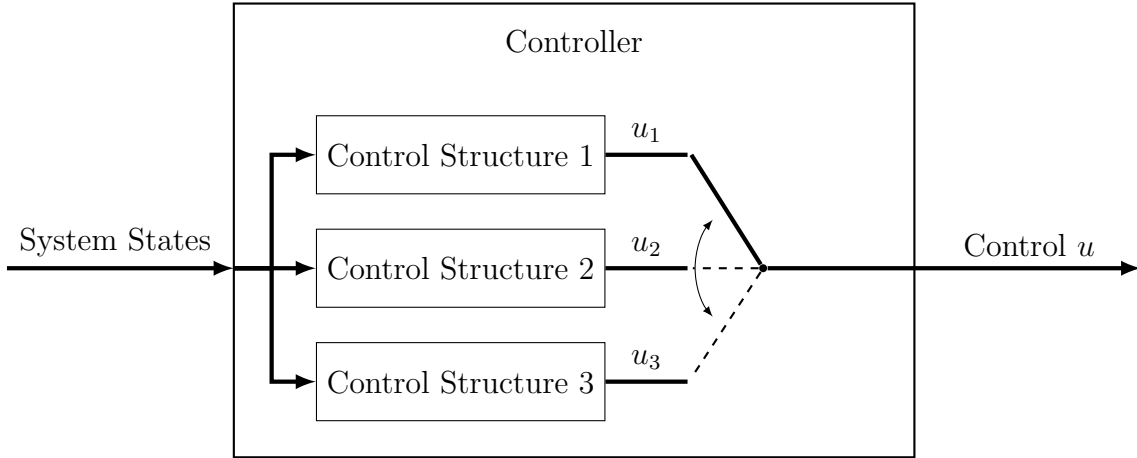 Controller
Control Structure 1
u₁
System States
Control Structure 2
u₂
Control u
Control Structure 3
u₃